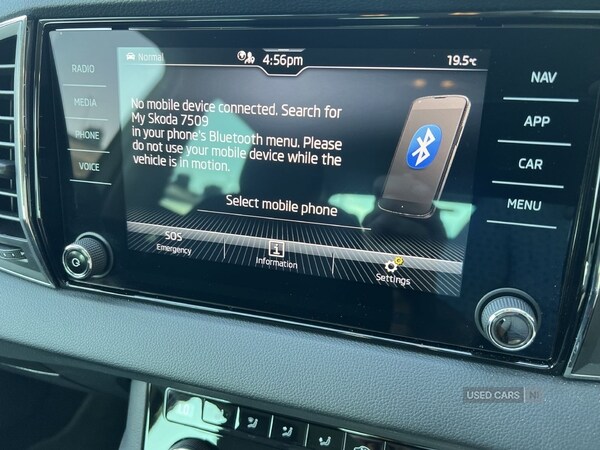 Normal
4:56pm
19.5°C
RADIO
MEDIA
PHONE
VOICE
No mobile device connected. Search for
My Skoda 7509
in your phone's Bluetooth menu. Please
do not use your mobile device while the
vehicle is in motion.
Select mobile phone
SOS
Emergency
Information
Settings
NAV
APP
CAR
MENU
USED CARS NI